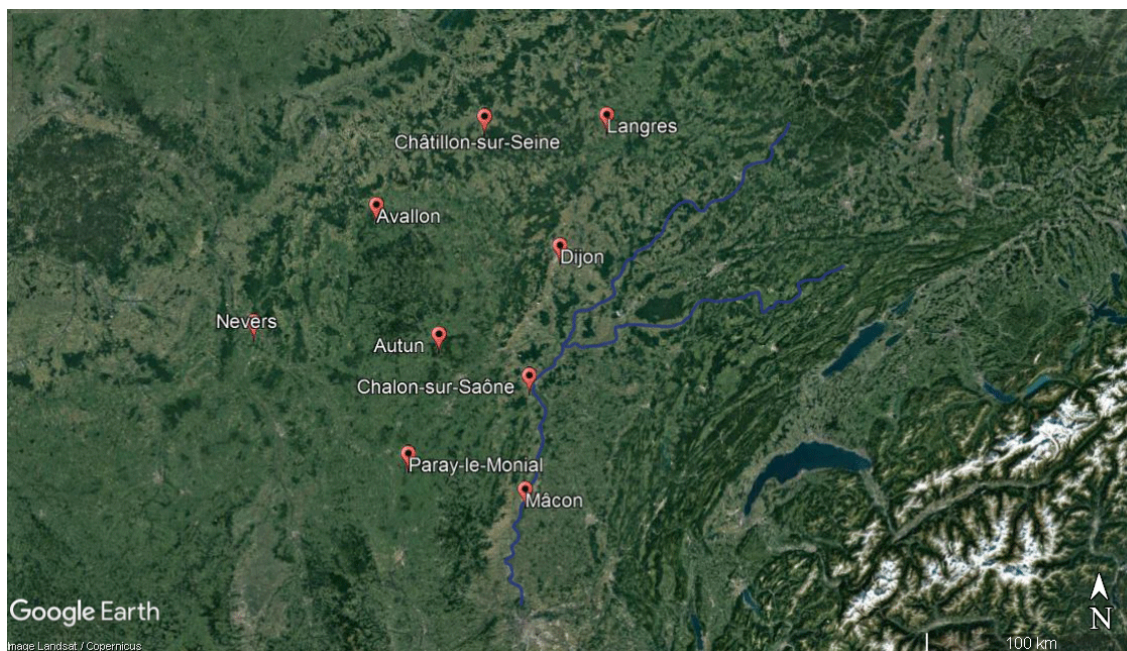 Châtillon-sur-Seine
Langres
Avallon
Dijon
Nevers
Autun
Chalon-sur-Saône
Paray-le-Monial
Mâcon
Google Earth
N
Image Landsat / Copernicus
100 km